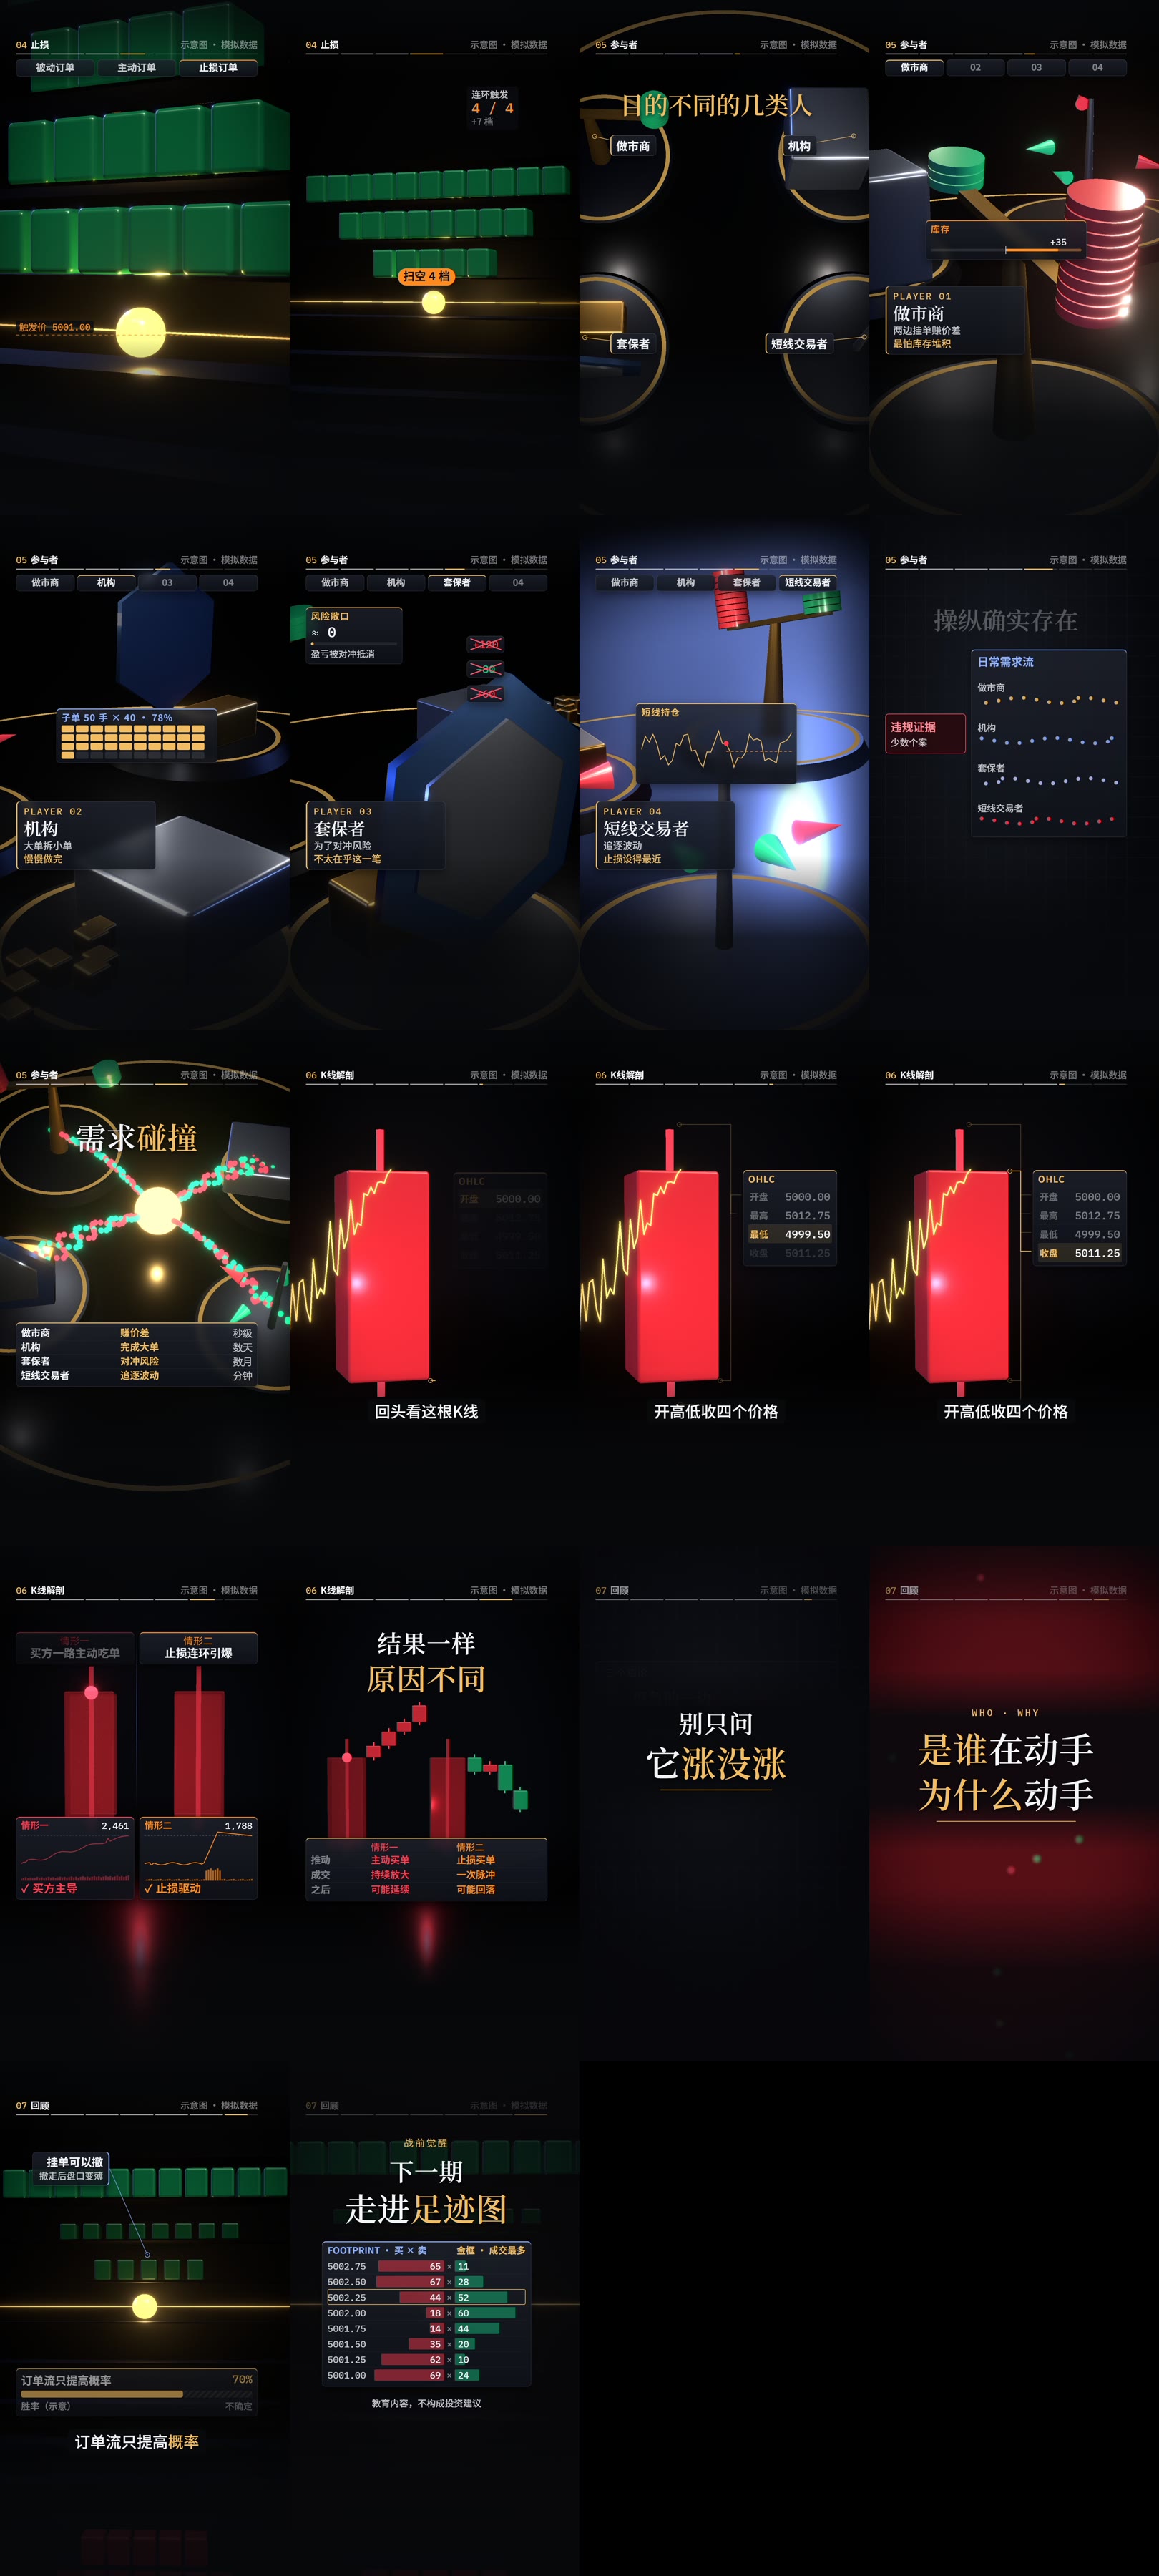 04 止损
示意图 · 模拟数据
被动订单
主动订单
止损订单
触发价 5001.00
04 止损
示意图 · 模拟数据
连环触发
4 / 4
+7 档
扫空 4 档
05 参与者
示意图 · 模拟数据
目的不同的几类人
做市商
机构
套保者
短线交易者
05 参与者
示意图 · 模拟数据
做市商
02
03
04
库存
+35
PLAYER 01
做市商
两边挂单赚价差
最怕库存堆积
05 参与者
示意图 · 模拟数据
做市商
机构
03
04
子单 50 手 × 40 · 78%
PLAYER 02
机构
大单拆小单
慢慢做完
05 参与者
示意图 · 模拟数据
做市商
机构
套保者
04
风险敞口
≈ 0
盈亏被对冲抵消
PLAYER 03
套保者
为了对冲风险
不太在乎这一笔
05 参与者
示意图 · 模拟数据
做市商
机构
套保者
短线交易者
短线持仓
PLAYER 04
短线交易者
追逐波动
止损设得最近
05 参与者
示意图 · 模拟数据
操纵确实存在
日常需求流
做市商
机构
套保者
短线交易者
违规证据
少数个案
05 参与者
示意图 · 模拟数据
需求碰撞
做市商 赚价差 秒级
机构 完成大单 数天
套保者 对冲风险 数月
短线交易者 追逐波动 分钟
06 K线解剖
示意图 · 模拟数据
OHLC
开盘 5000.00
回头看这根K线
06 K线解剖
示意图 · 模拟数据
OHLC
开盘 5000.00
最高 5012.75
最低 4999.50
收盘 5011.25
开高低收四个价格
06 K线解剖
示意图 · 模拟数据
OHLC
开盘 5000.00
最高 5012.75
最低 4999.50
收盘 5011.25
开高低收四个价格
06 K线解剖
示意图 · 模拟数据
情形一
买方一路主动吃单
情形二
止损连环引爆
情形一 2,461
✓ 买方主导
情形二 1,788
✓ 止损驱动
06 K线解剖
示意图 · 模拟数据
结果一样
原因不同
情形一 情形二
推动 主动买单 止损买单
成交 持续放大 一次脉冲
之后 可能延续 可能回落
07 回顾
示意图 · 模拟数据
别只问
它涨没涨
07 回顾
示意图 · 模拟数据
WHO · WHY
是谁在动手
为什么动手
07 回顾
示意图 · 模拟数据
挂单可以撤
撤走后盘口变薄
订单流只提高概率 70%
胜率（示意） 不确定
订单流只提高概率
07 回顾
示意图 · 模拟数据
战前觉醒
下一期
走进足迹图
FOOTPRINT · 买 × 卖 金框 · 成交最多
5002.75 65 × 11
5002.50 67 × 28
5002.25 44 × 52
5002.00 18 × 60
5001.75 14 × 44
5001.50 35 × 20
5001.25 62 × 10
5001.00 69 × 24
教育内容，不构成投资建议